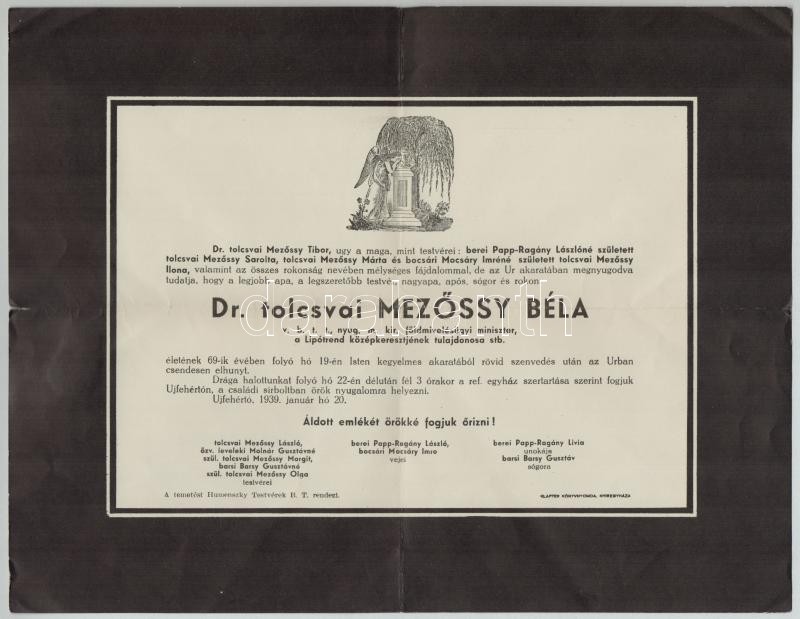 Dr. tolcsvai Mezőssy Tibor, ugy a maga, mint testvérei: berei Papp-Ragány Lászlóné született
tolcsvai Mezőssy Sarolta, tolcsvai Mezőssy Márta és bocsári Mocsáry Imréné született tolcsvai Mezőssy
Ilona, valamint az összes rokonság nevében mélységes fájdalommal, de az Ur akaratában megnyugodva
tudatja, hogy a legjobb apa, a legszeretőbb testvér, nagyapa, após, sógor és rokon
Dr. tolcsvai MEZŐSSY BÉLA
v. b. t. t., nyug. m. kir. földmivelésügyi miniszter,
a Lipótrend középkeresztjének tulajdonosa stb.
életének 69-ik évében folyó hó 19-én Isten kegyelmes akaratából rövid szenvedés után az Urban
csendesen elhunyt.
Drága halottunkat folyó hó 22-én délután fél 3 órakor a ref. egyház szertartása szerint fogjuk
Ujfehértón, a családi sirboltban örök nyugalomra helyezni.
Ujfehértó, 1939. január hó 20.
Áldott emlékét örökké fogjuk őrizni!
tolcsvai Mezőssy László,
özv. leveleki Molnár Gusztávné
szül. tolcsvai Mezőssy Margit,
barsi Barsy Gusztávné
szül. tolcsvai Mezőssy Olga
testvérei
berei Papp-Ragány László,
bocsári Mocsáry Imre
vejei
berei Papp-Ragány Livia
unokája
barsi Barsy Gusztáv
sógora
A temetést Humenszky Testvérek B. T. rendezi.
KLAFTER KÖNYVNYOMDA, NYIREGYHÁZA
darabanth